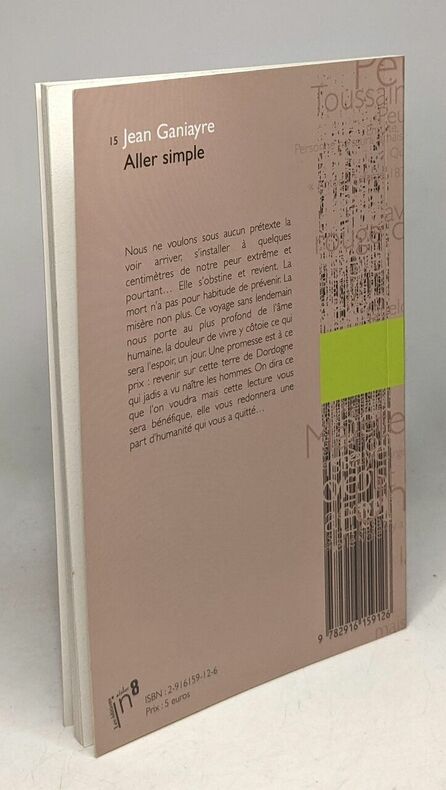 15 Jean Ganiayre
Aller simple
Nous ne voulons sous aucun prétexte la
voir arriver, s'installer à quelques
centimètres de notre peur extrême et
pourtant… Elle s'obstine et revient. La
mort n'a pas pour habitude de prévenir. La
misère non plus. Ce voyage sans lendemain
nous porte au plus profond de l'âme
humaine, la douleur de vivre y côtoie ce qui
sera l'espoir, un jour. Une promesse est à ce
prix : revenir sur cette terre de Dordogne
qui jadis a vu naître les hommes. On dira ce
que l'on voudra mais cette lecture vous
sera bénéfique, elle vous redonnera une
part d'humanité qui vous a quitté…
Toussain
9 782916 159126
mais
in8
ISBN : 2-916159-12-6
Prix : 5 euros